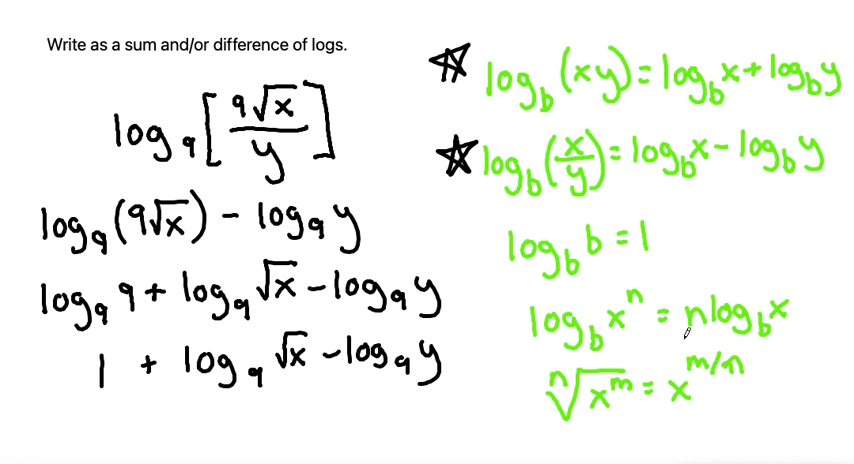 Write as a sum and/or difference of logs.
log₉[9√x/y]
log₉(9√x) - log₉y
log₉9 + log₉√x - log₉y
1 + log₉√x - log₉y
log_b(xy) = log_b x + log_b y
log_b(x/y) = log_b x - log_b y
log_b b = 1
log_b xⁿ = n log_b x
ⁿ√xᵐ = x^(m/n)